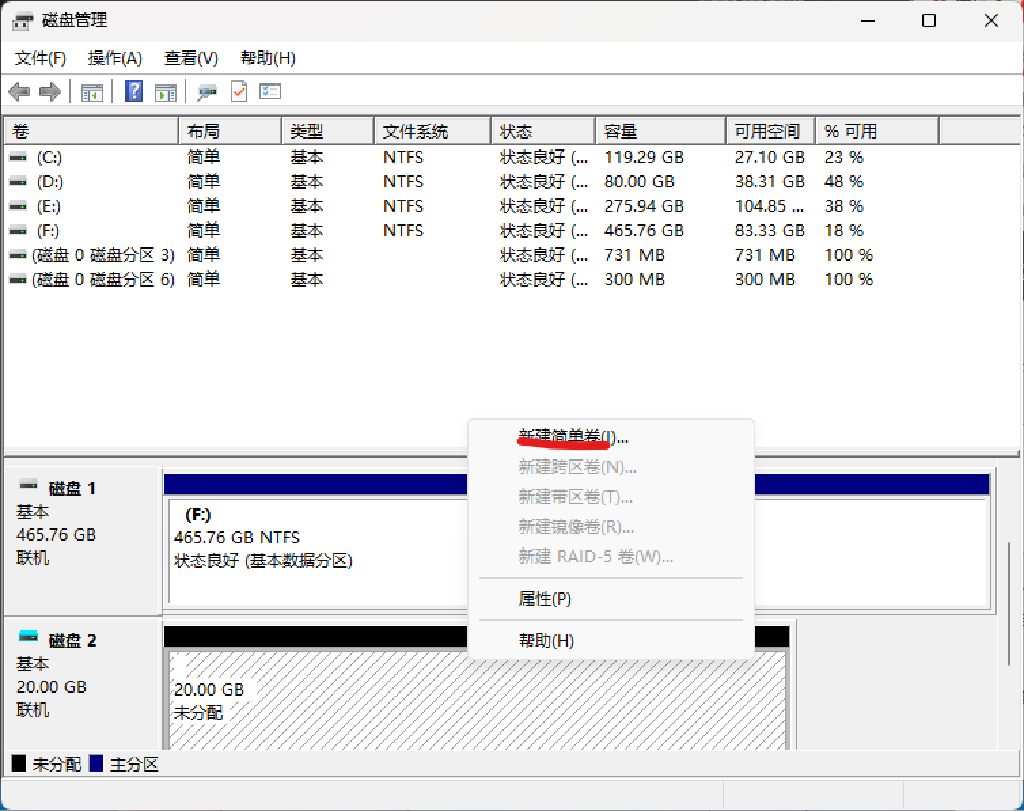 磁盘管理
文件(F) 操作(A) 查看(V) 帮助(H)
卷 布局 类型 文件系统 状态 容量 可用空间 % 可用
(C:) 简单 基本 NTFS 状态良好 (... 119.29 GB 27.10 GB 23 %
(D:) 简单 基本 NTFS 状态良好 (... 80.00 GB 38.31 GB 48 %
(E:) 简单 基本 NTFS 状态良好 (... 275.94 GB 104.85 ... 38 %
(F:) 简单 基本 NTFS 状态良好 (... 465.76 GB 83.33 GB 18 %
(磁盘 0 磁盘分区 3) 简单 基本 状态良好 (... 731 MB 731 MB 100 %
(磁盘 0 磁盘分区 6) 简单 基本 状态良好 (... 300 MB 300 MB 100 %
新建简单卷(I)...
新建跨区卷(N)...
新建带区卷(T)...
新建镜像卷(R)...
新建 RAID-5 卷(W)...
属性(P)
帮助(H)
磁盘 1
基本
465.76 GB
联机
(F:)
465.76 GB NTFS
状态良好 (基本数据分区)
磁盘 2
基本
20.00 GB
联机
20.00 GB
未分配
未分配 主分区